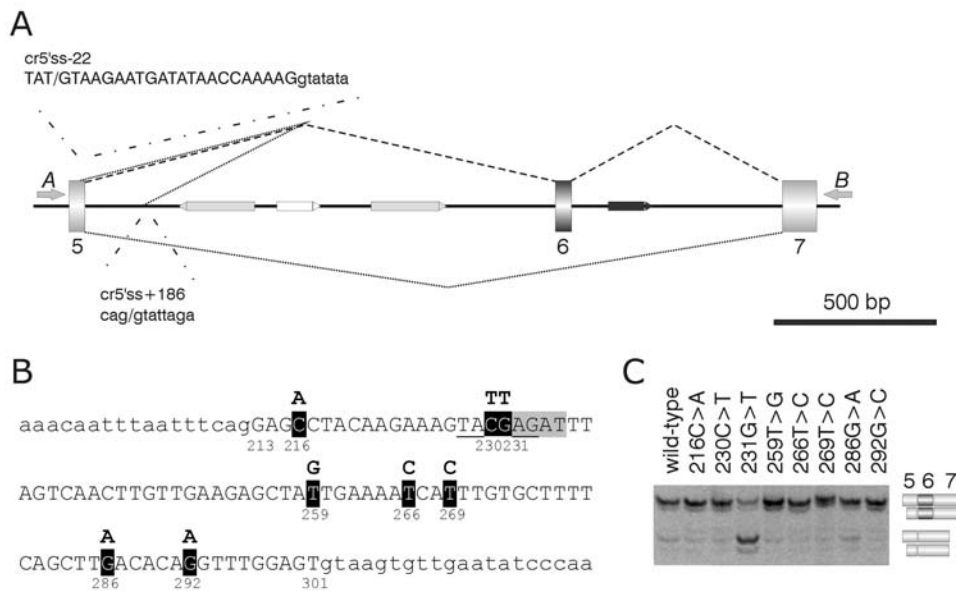 A
cr5'ss-22
TAT/GTAAGAATGATATAACCAAAAGgtatata
A
B
5
6
7
cr5'ss+186
cag/gtattaga
500 bp
B
A
TT
aaacaatttaatttcagGAGCCTACAAGAAAGTACGAGATTT
213 216
230231
G
C
C
AGTCAACTTGTTGAAGAGCTATTGAAAATCATTTGTGCTTTT
259
266
269
A
A
CAGCTTGACACAGGTTTGGAGTgtaagtgttgaatatcccaa
286
292
301
C
wild-type
216C>A
230C>T
231G>T
259T>G
266T>C
269T>C
286G>A
292G>C
5 6 7